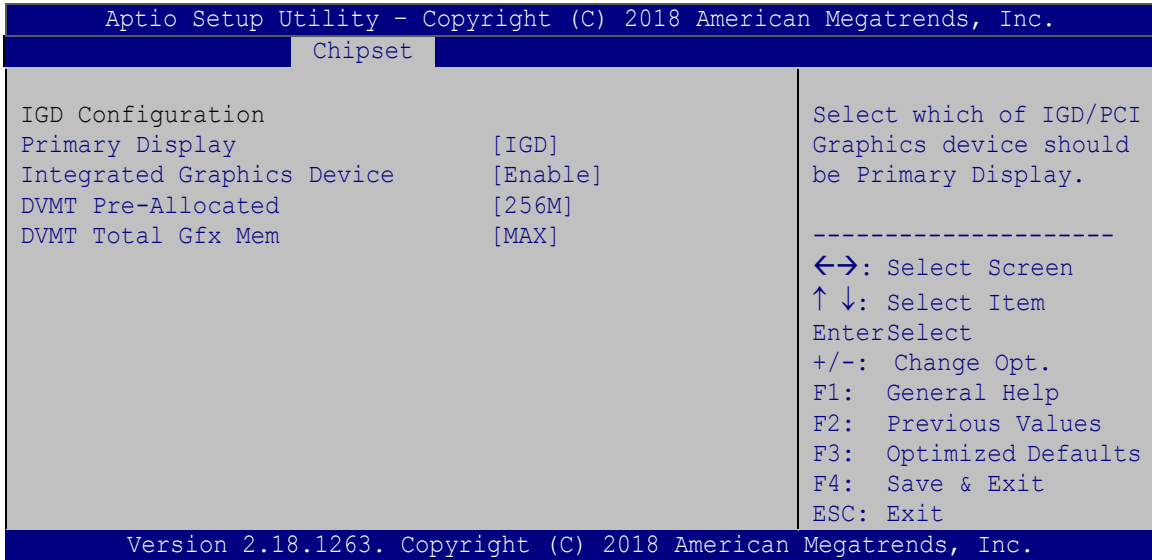 Aptio Setup Utility – Copyright (C) 2018 American Megatrends, Inc.
Chipset
IGD Configuration
Primary Display [IGD]
Integrated Graphics Device [Enable]
DVMT Pre-Allocated [256M]
DVMT Total Gfx Mem [MAX]
Select which of IGD/PCI
Graphics device should
be Primary Display.
---------------------
←→: Select Screen
↑ ↓: Select Item
EnterSelect
+/-: Change Opt.
F1: General Help
F2: Previous Values
F3: Optimized Defaults
F4: Save & Exit
ESC: Exit
Version 2.18.1263. Copyright (C) 2018 American Megatrends, Inc.